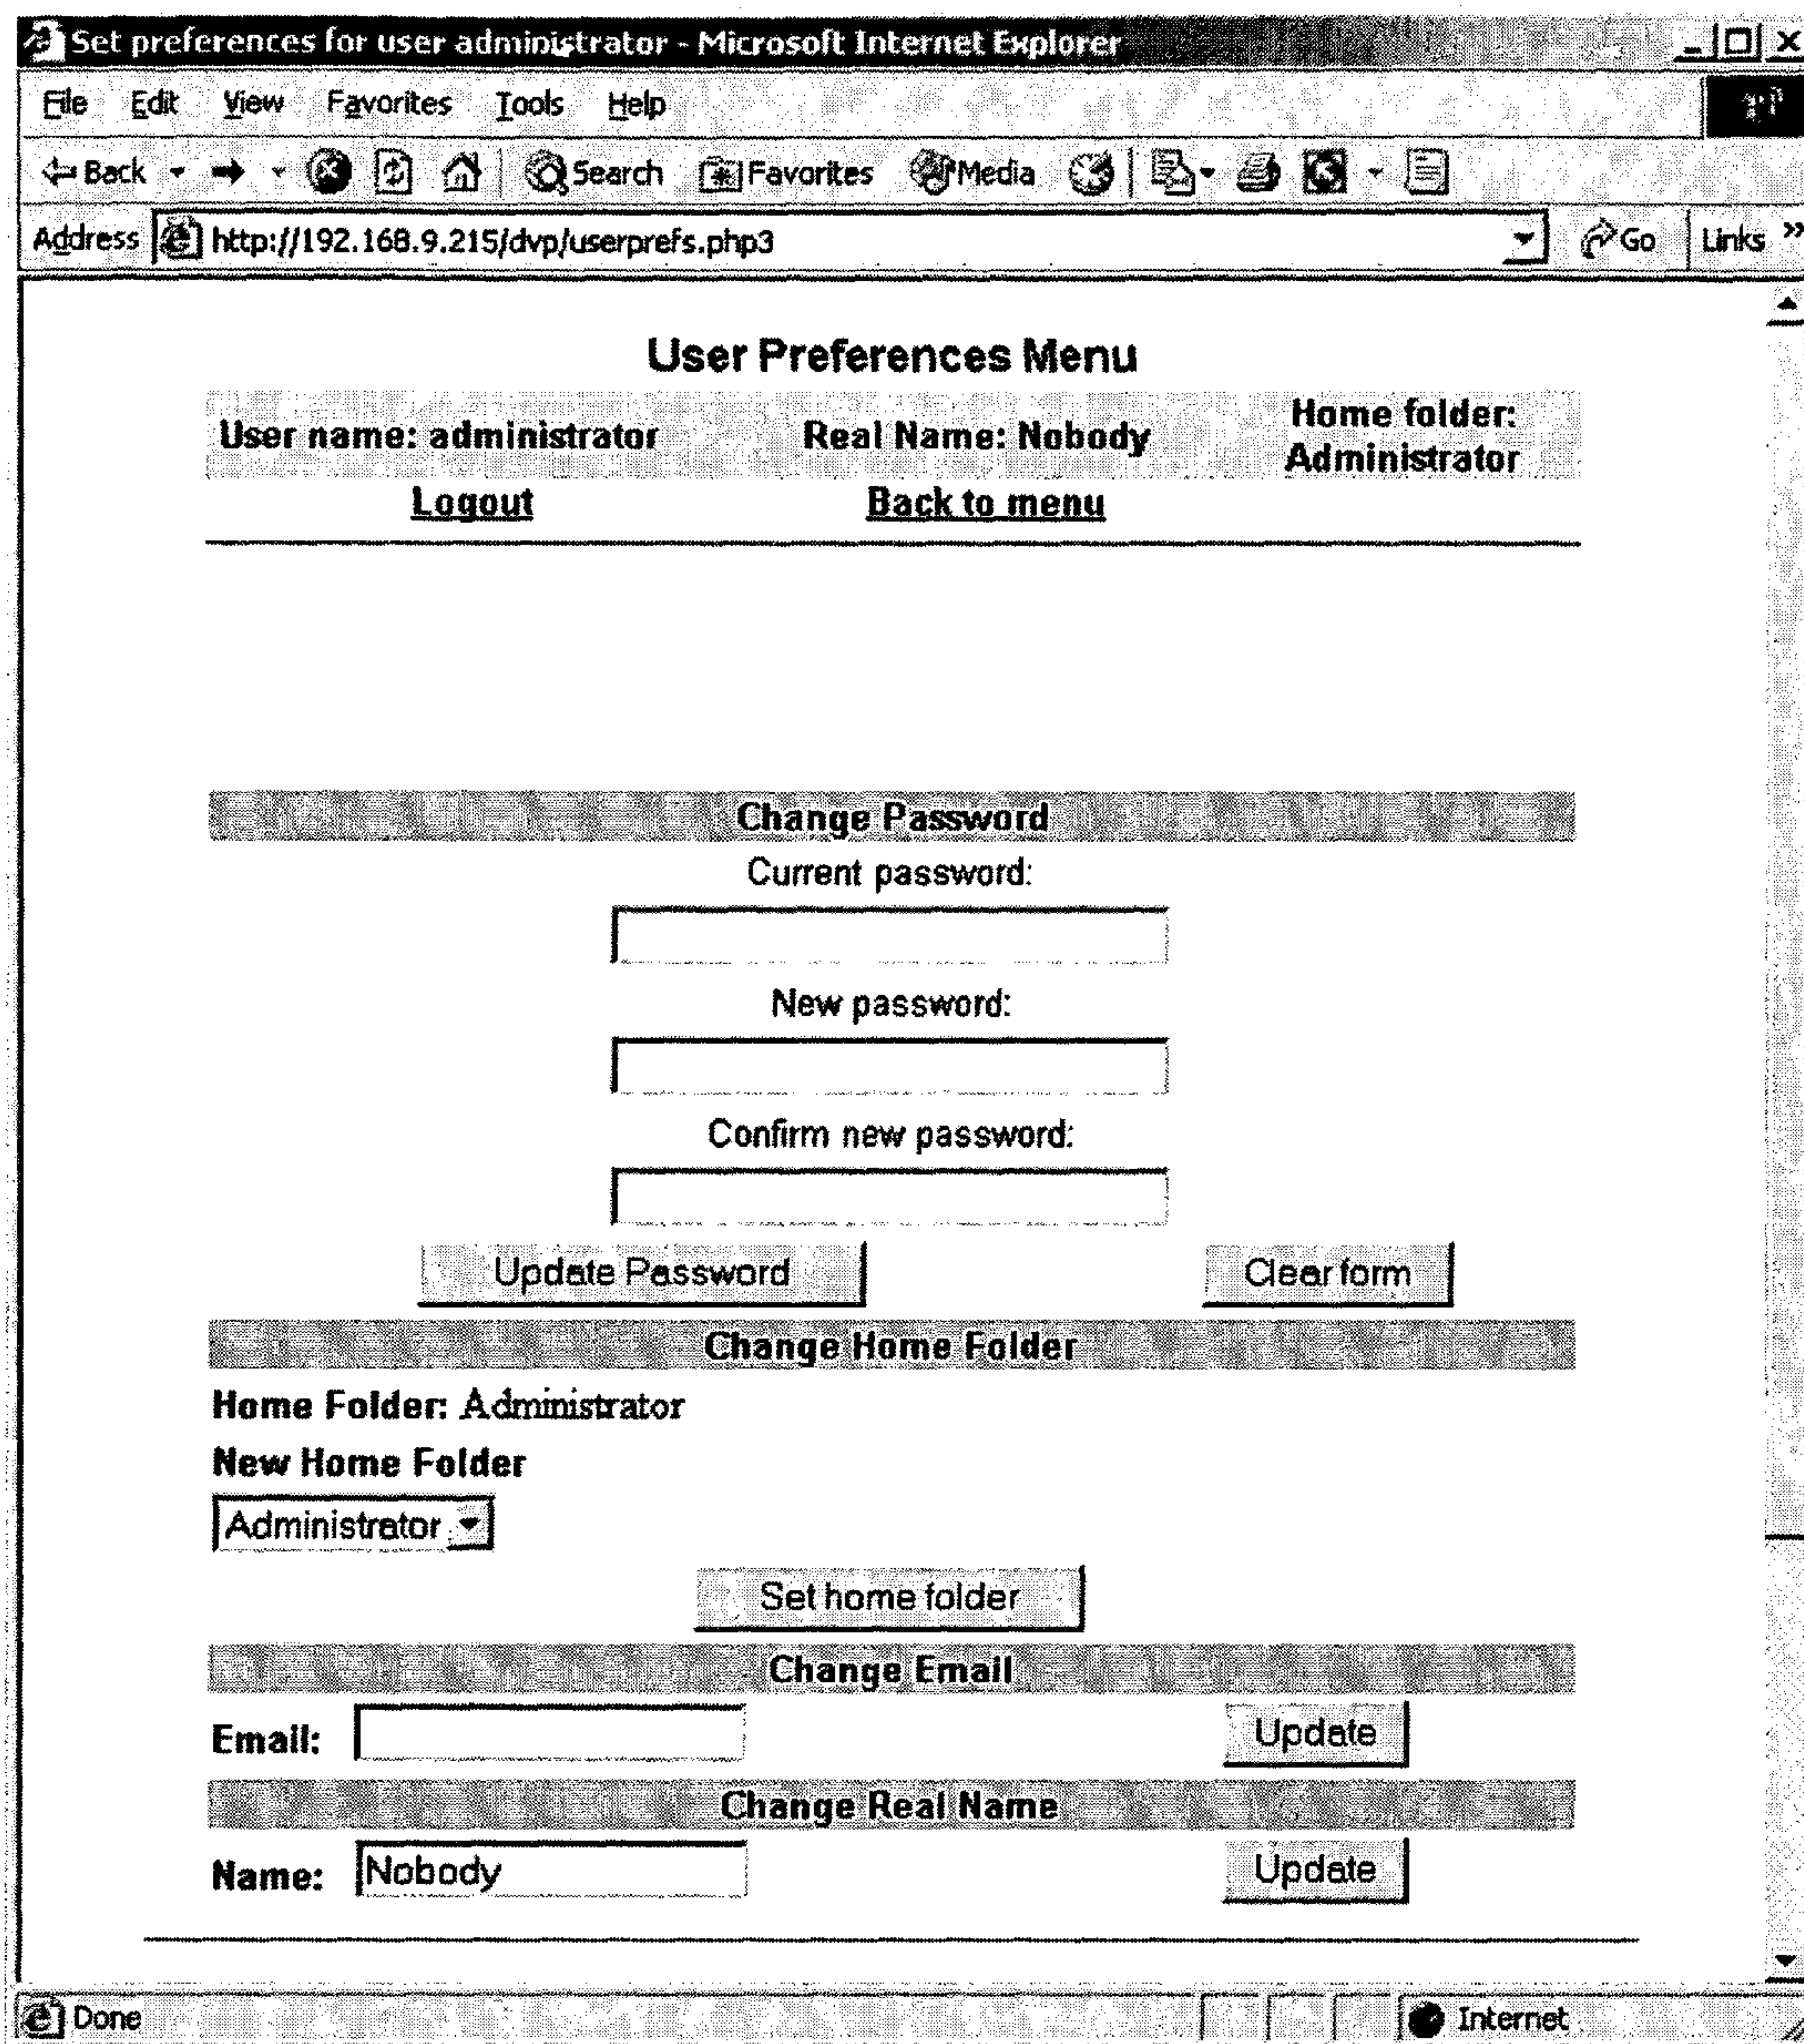 Set preferences for user administrator - Microsoft Internet Explorer
File Edit View Favorites Tools Help
Back Search Favorites Media
Address http://192.168.9.215/dvp/userprefs.php3 Go Links »
User Preferences Menu
User name: administrator Real Name: Nobody Home folder:
Administrator
Logout Back to menu
Change Password
Current password:
New password:
Confirm new password:
Update Password Clear form
Change Home Folder
Home Folder: Administrator
New Home Folder
Administrator
Set home folder
Change Email
Email: Update
Change Real Name
Name: Nobody Update
Done Internet